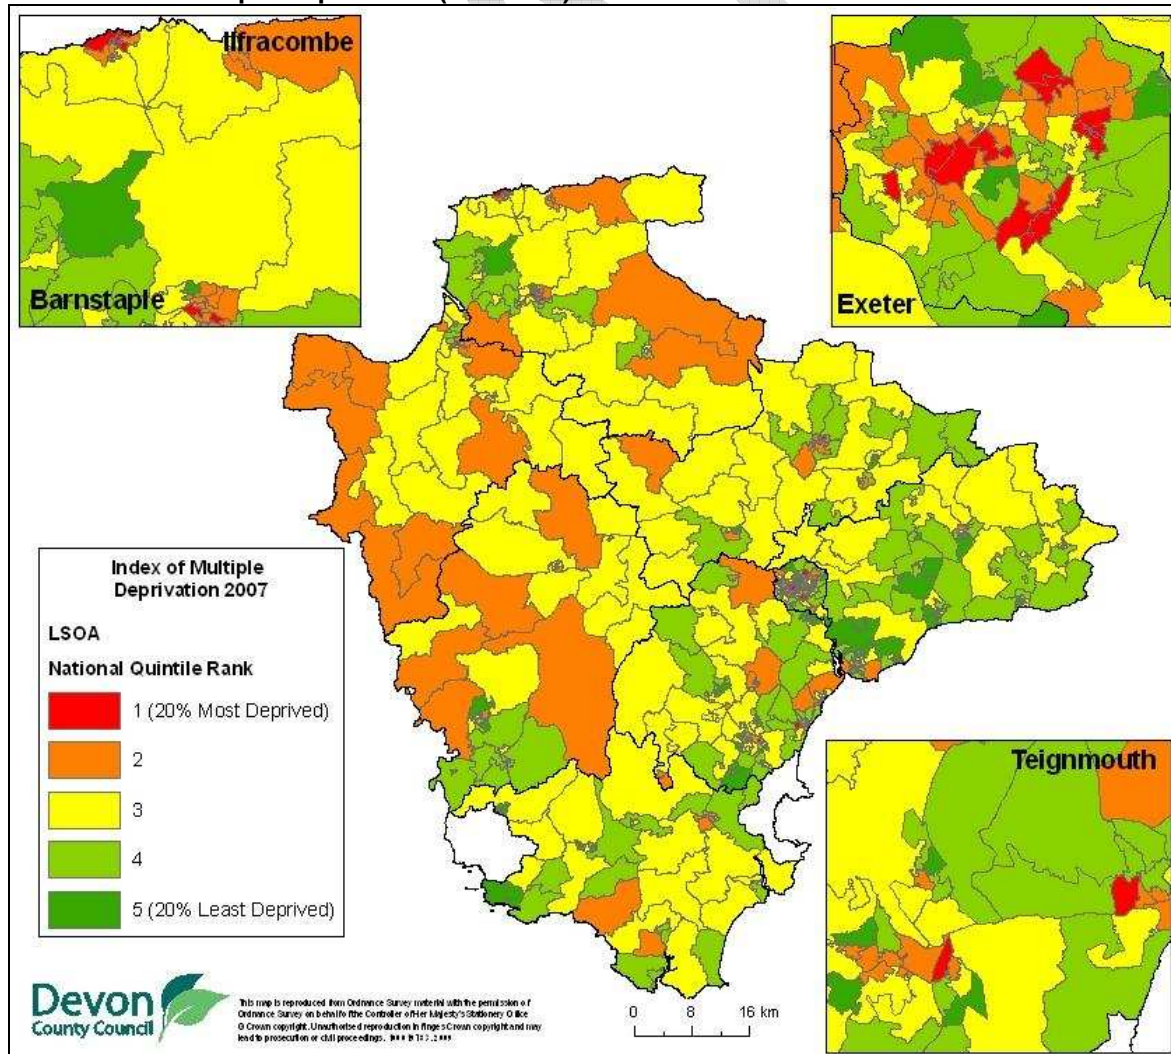 Ilfracombe
Barnstaple
Exeter
Index of Multiple
Deprivation 2007
LSOA
National Quintile Rank
1 (20% Most Deprived)
2
3
4
5 (20% Least Deprived)
Teignmouth
Devon
County Council
This map is reproduced from Ordnance Survey material with the permission of
Ordnance Survey on behalf of the Controller of Her Majesty's Stationery Office
© Crown copyright. Unauthorised reproduction infringes Crown copyright and may
lead to prosecution or civil proceedings.
0 8 16 km